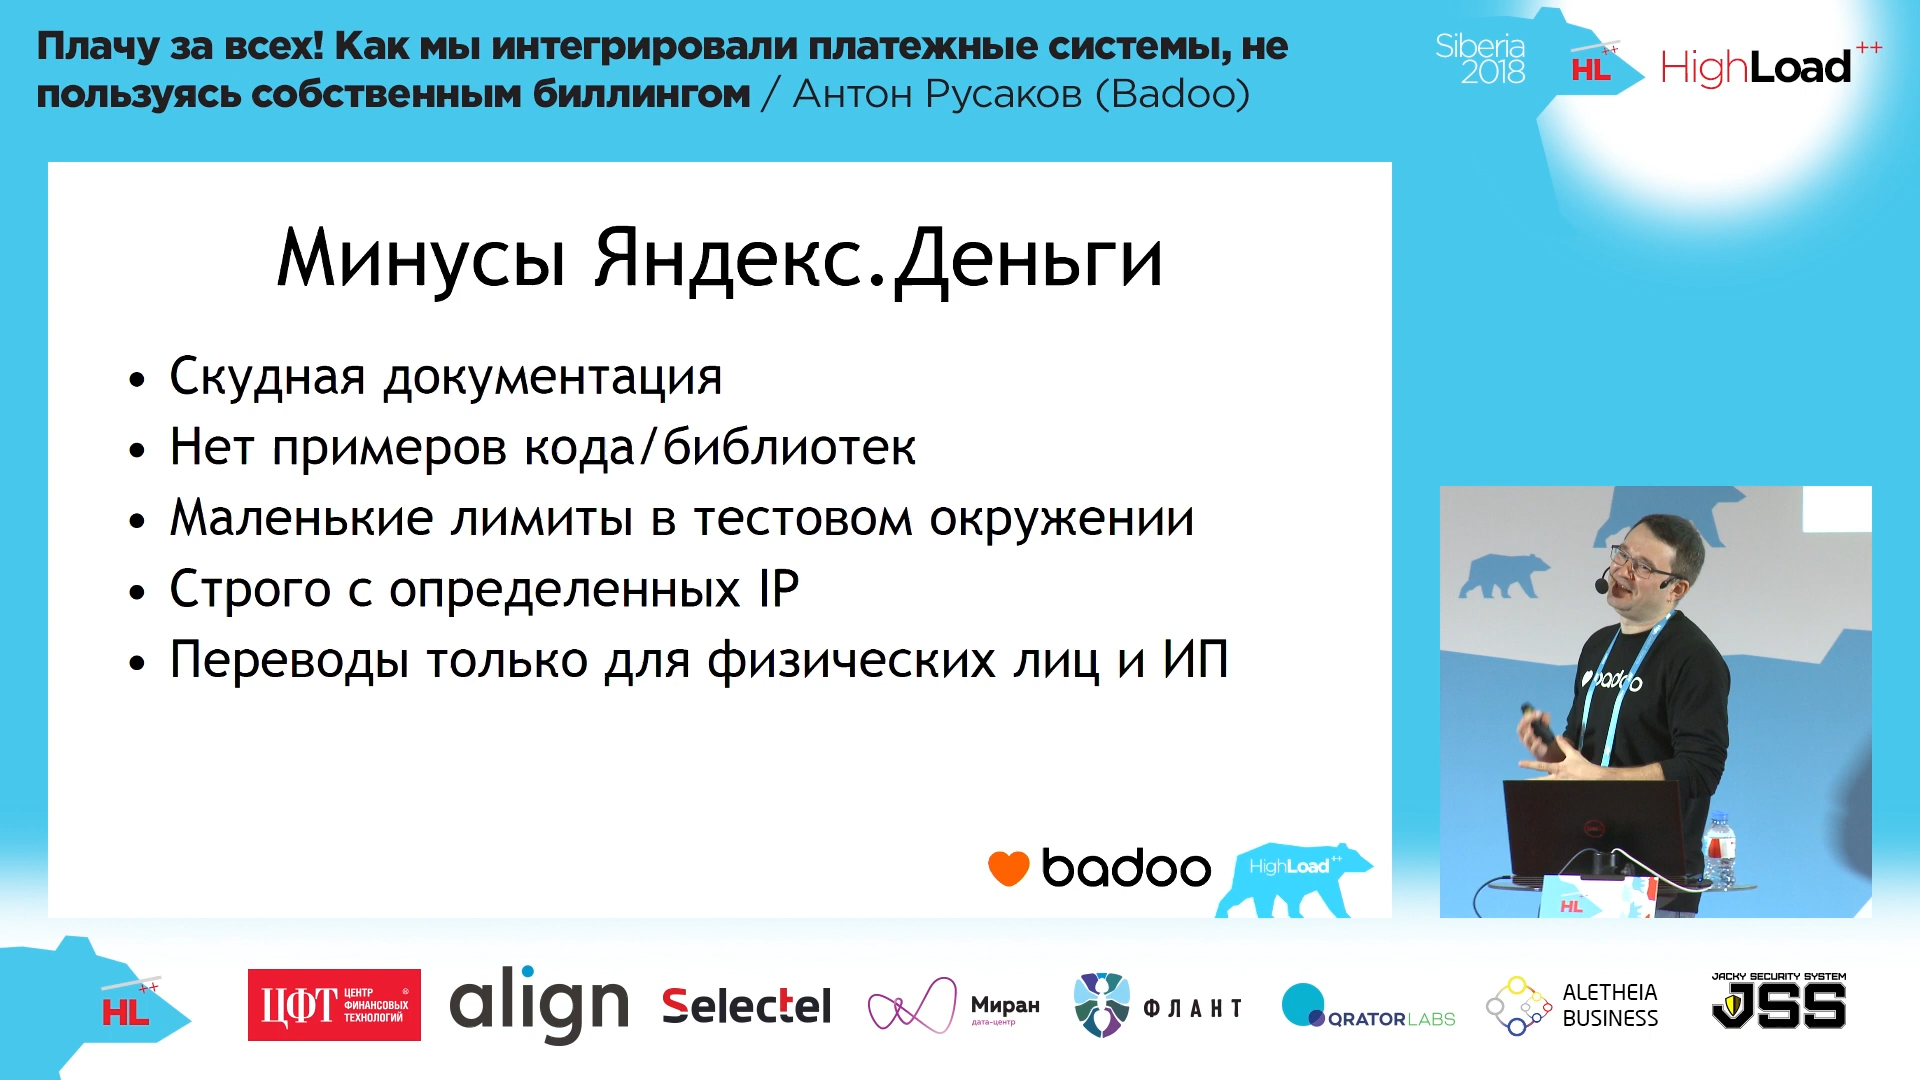 Плачу за всех! Как мы интегрировали платежные системы, не
пользуясь собственным биллингом / Антон Русаков (Badoo)
Siberia
2018
HL++
HighLoad++
Минусы Яндекс.Деньги
• Скудная документация
• Нет примеров кода/библиотек
• Маленькие лимиты в тестовом окружении
• Строго с определенных IP
• Переводы только для физических лиц и ИП
badoo
HighLoad++
badoo
DELL
HL
HL++
ЦФТ ЦЕНТР
ФИНАНСОВЫХ
ТЕХНОЛОГИЙ
®
align
Selectel
Миран
дата-центр
ФЛАНТ
QRATOR LABS
ALETHEIA
BUSINESS
JACKY SECURITY SYSTEM
JSS